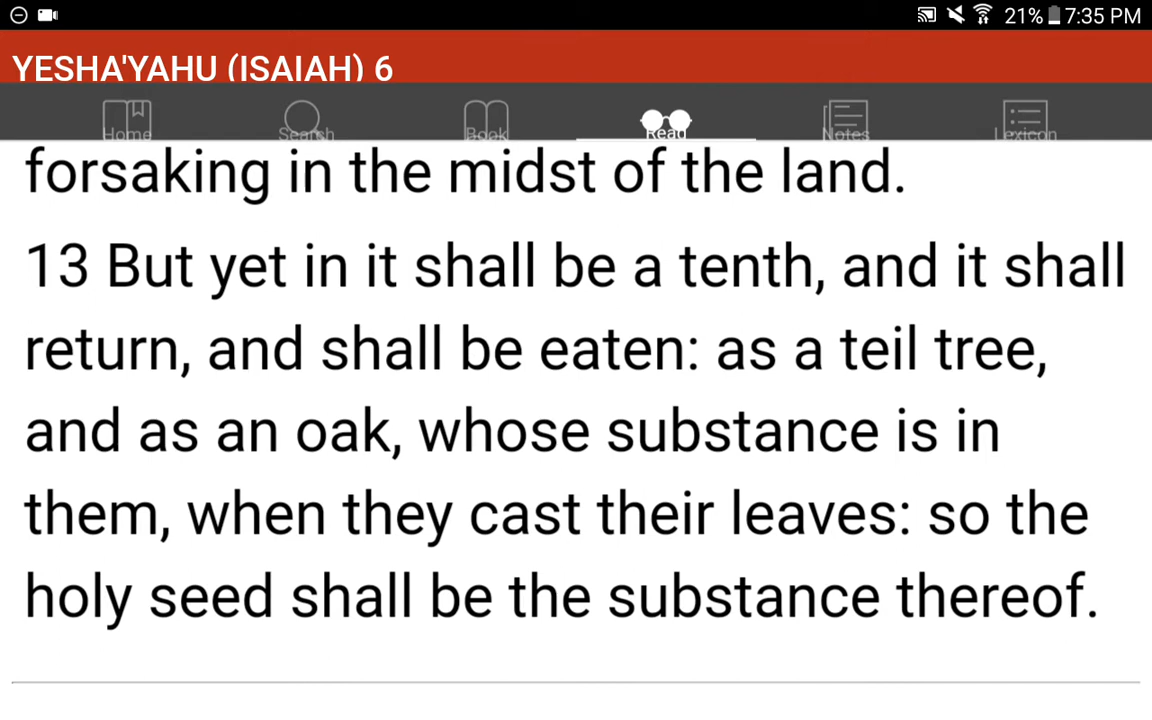 21% 7:35 PM
YESHA'YAHU (ISAIAH) 6
Home Search Book Read Notes Lexicon
forsaking in the midst of the land.
13 But yet in it shall be a tenth, and it shall
return, and shall be eaten: as a teil tree,
and as an oak, whose substance is in
them, when they cast their leaves: so the
holy seed shall be the substance thereof.